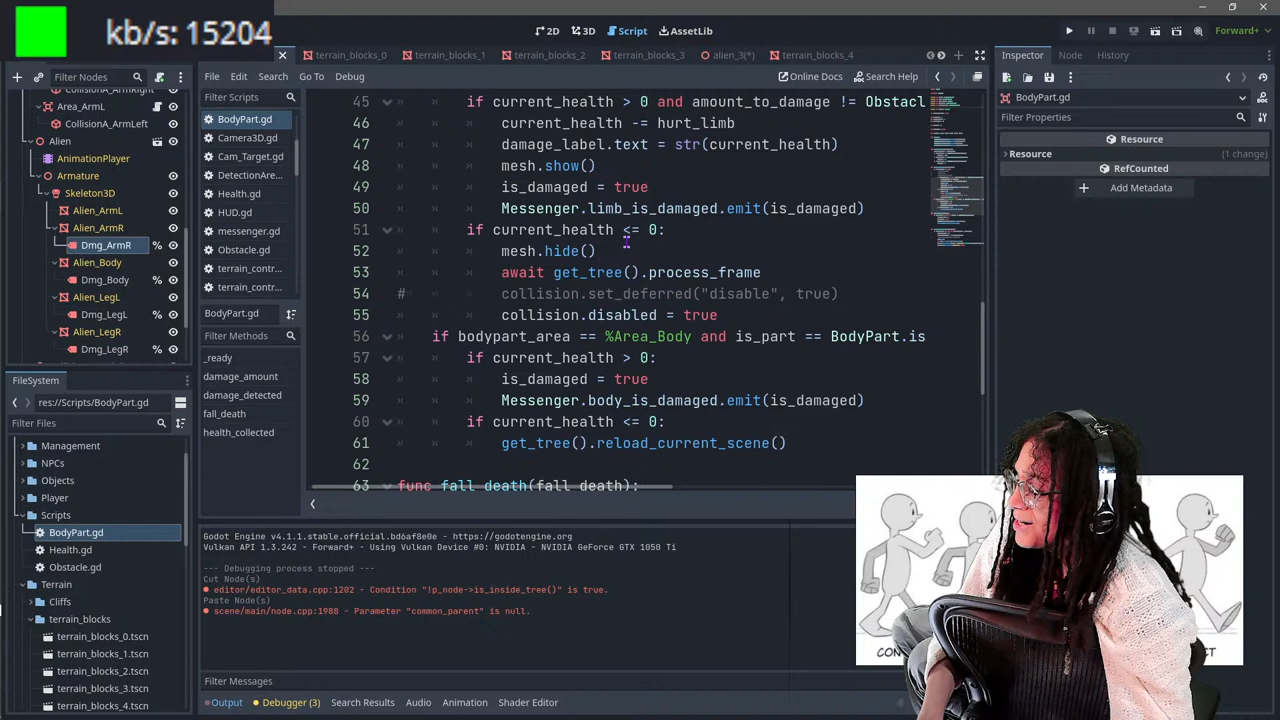 kb/s: 15204
2D
3D
Script
AssetLib
Forward+
Filter Nodes
terrain_blocks_0
terrain_blocks_1
terrain_blocks_2
terrain_blocks_3
alien_3(*)
terrain_blocks_4
Inspector
Node
History
File
Edit
Search
Go To
Debug
Online Docs
Search Help
BodyPart.gd
Filter Properties
Resource
Resource
(1 change)
RefCounted
Add Metadata
Area_ArmL
CollisionA_ArmLeft
Alien
AnimationPlayer
Armature
Skeleton3D
Alien_ArmL
Alien_ArmR
Dmg_ArmR
Alien_Body
Dmg_Body
Alien_LegL
Dmg_LegL
Alien_LegR
Dmg_LegR
Filter Scripts
BodyPart.gd
Camera3D.gd
Cam_Target.gd
DetectionArea...
Health.gd
HUD.gd
messenger.gd
Obstacle.gd
terrain_contr...
terrain_contr...
BodyPart.gd
Filter Methods
_ready
damage_amount
damage_detected
fall_death
health_collected
45 if current_health > 0 and amount_to_damage != Obstacl
46 current_health -= hurt_limb
47 damage_label.text = str(current_health)
48 mesh.show()
49 is_damaged = true
50 Messenger.limb_is_damaged.emit(is_damaged)
51 if current_health <= 0:
52 mesh.hide()
53 await get_tree().process_frame
54 # collision.set_deferred("disable", true)
55 collision.disabled = true
56 if bodypart_area == %Area_Body and is_part == BodyPart.is
57 if current_health > 0:
58 is_damaged = true
59 Messenger.body_is_damaged.emit(is_damaged)
60 if current_health <= 0:
61 get_tree().reload_current_scene()
62
63 func fall_death(fall_death):
FileSystem
res://Scripts/BodyPart.gd
Filter Files
Management
NPCs
Objects
Player
Scripts
BodyPart.gd
Health.gd
Obstacle.gd
Terrain
Cliffs
terrain_blocks
terrain_blocks_0.tscn
terrain_blocks_1.tscn
terrain_blocks_2.tscn
terrain_blocks_3.tscn
terrain_blocks_4.tscn
Godot Engine v4.1.1.stable.official.bd6af8e0e - https://godotengine.org
Vulkan API 1.3.242 - Forward+ - Using Vulkan Device #0: NVIDIA - NVIDIA GeForce GTX 1050 Ti
--- Debugging process stopped ---
Cut Node(s)
editor/editor_data.cpp:1202 - Condition "!p_node->is_inside_tree()" is true.
Paste Node(s)
scene/main/node.cpp:1988 - Parameter "common_parent" is null.
Filter Messages
Output
Debugger (3)
Search Results
Audio
Animation
Shader Editor